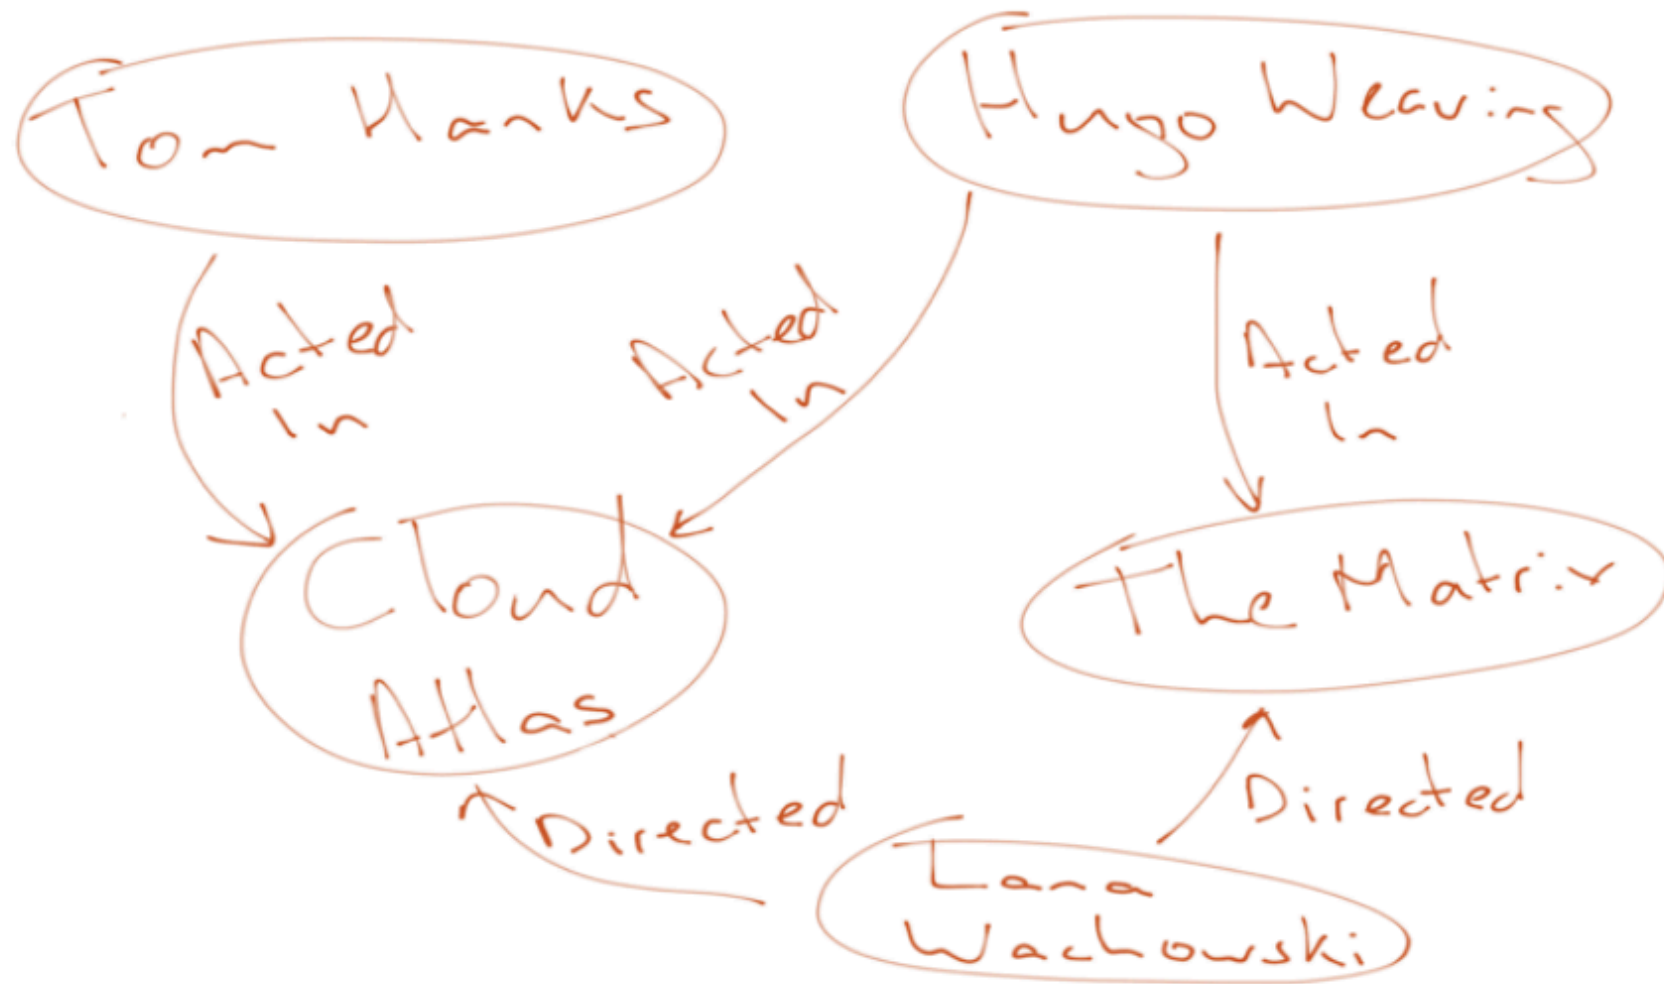 Tom Hanks
Hugo Weaving
Acted
In
Acted
In
Acted
In
Cloud
Atlas
The Matrix
Directed
Directed
Lana
Wachowski